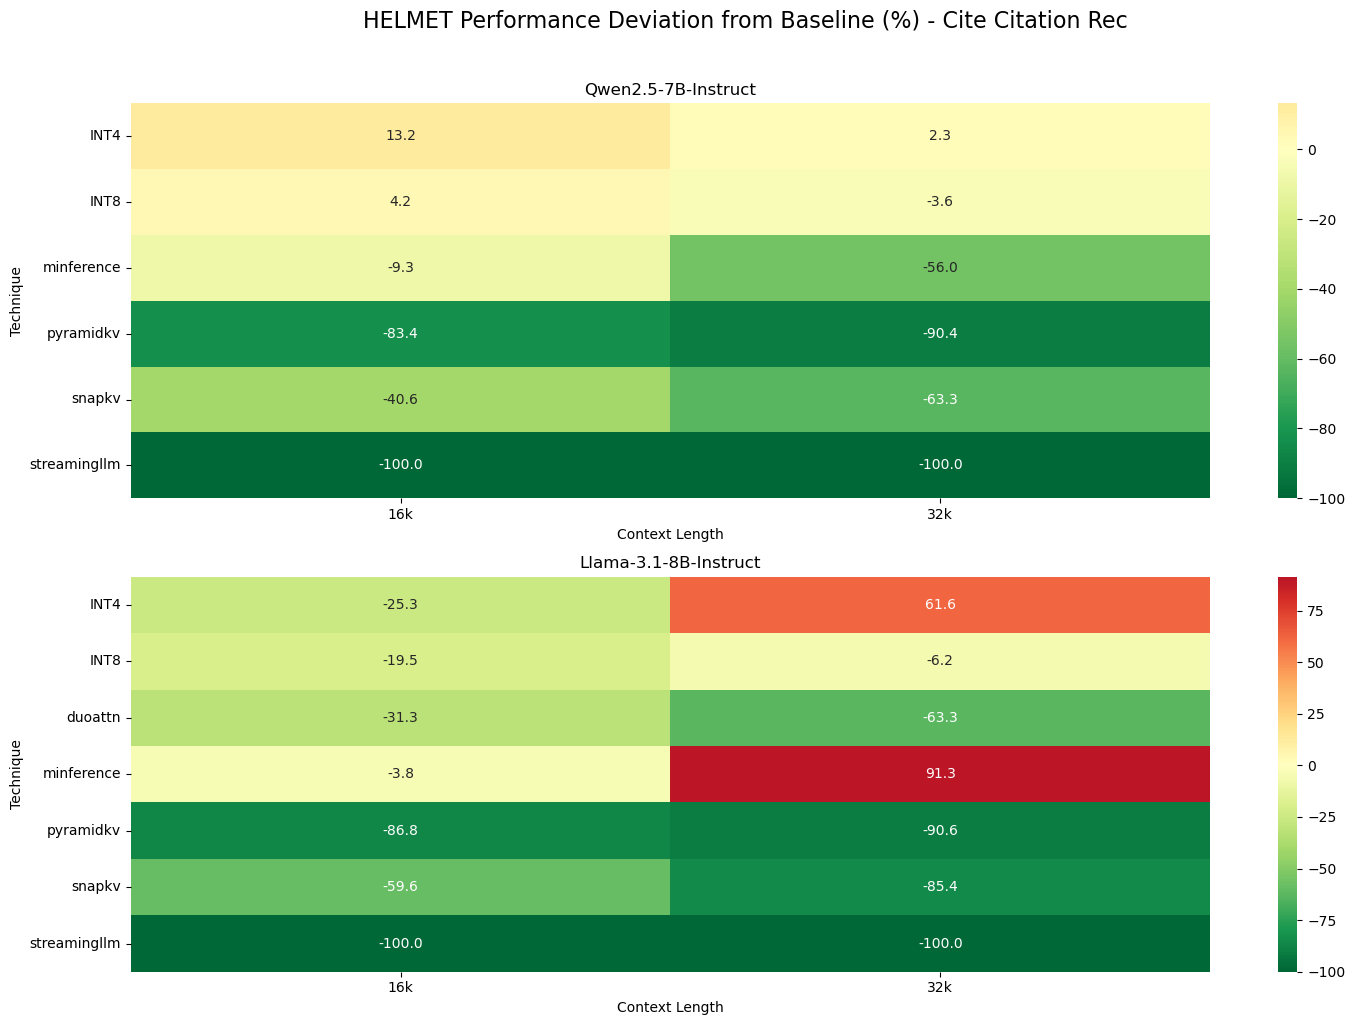 HELMET Performance Deviation from Baseline (%) - Cite Citation Rec
Qwen2.5-7B-Instruct
Technique
INT4 13.2 2.3
INT8 4.2 -3.6
minference -9.3 -56.0
pyramidkv -83.4 -90.4
snapkv -40.6 -63.3
streamingllm -100.0 -100.0
16k 32k
Context Length
0
−20
−40
−60
−80
−100
Llama-3.1-8B-Instruct
Technique
INT4 -25.3 61.6
INT8 -19.5 -6.2
duoattn -31.3 -63.3
minference -3.8 91.3
pyramidkv -86.8 -90.6
snapkv -59.6 -85.4
streamingllm -100.0 -100.0
16k 32k
Context Length
75
50
25
0
−25
−50
−75
−100